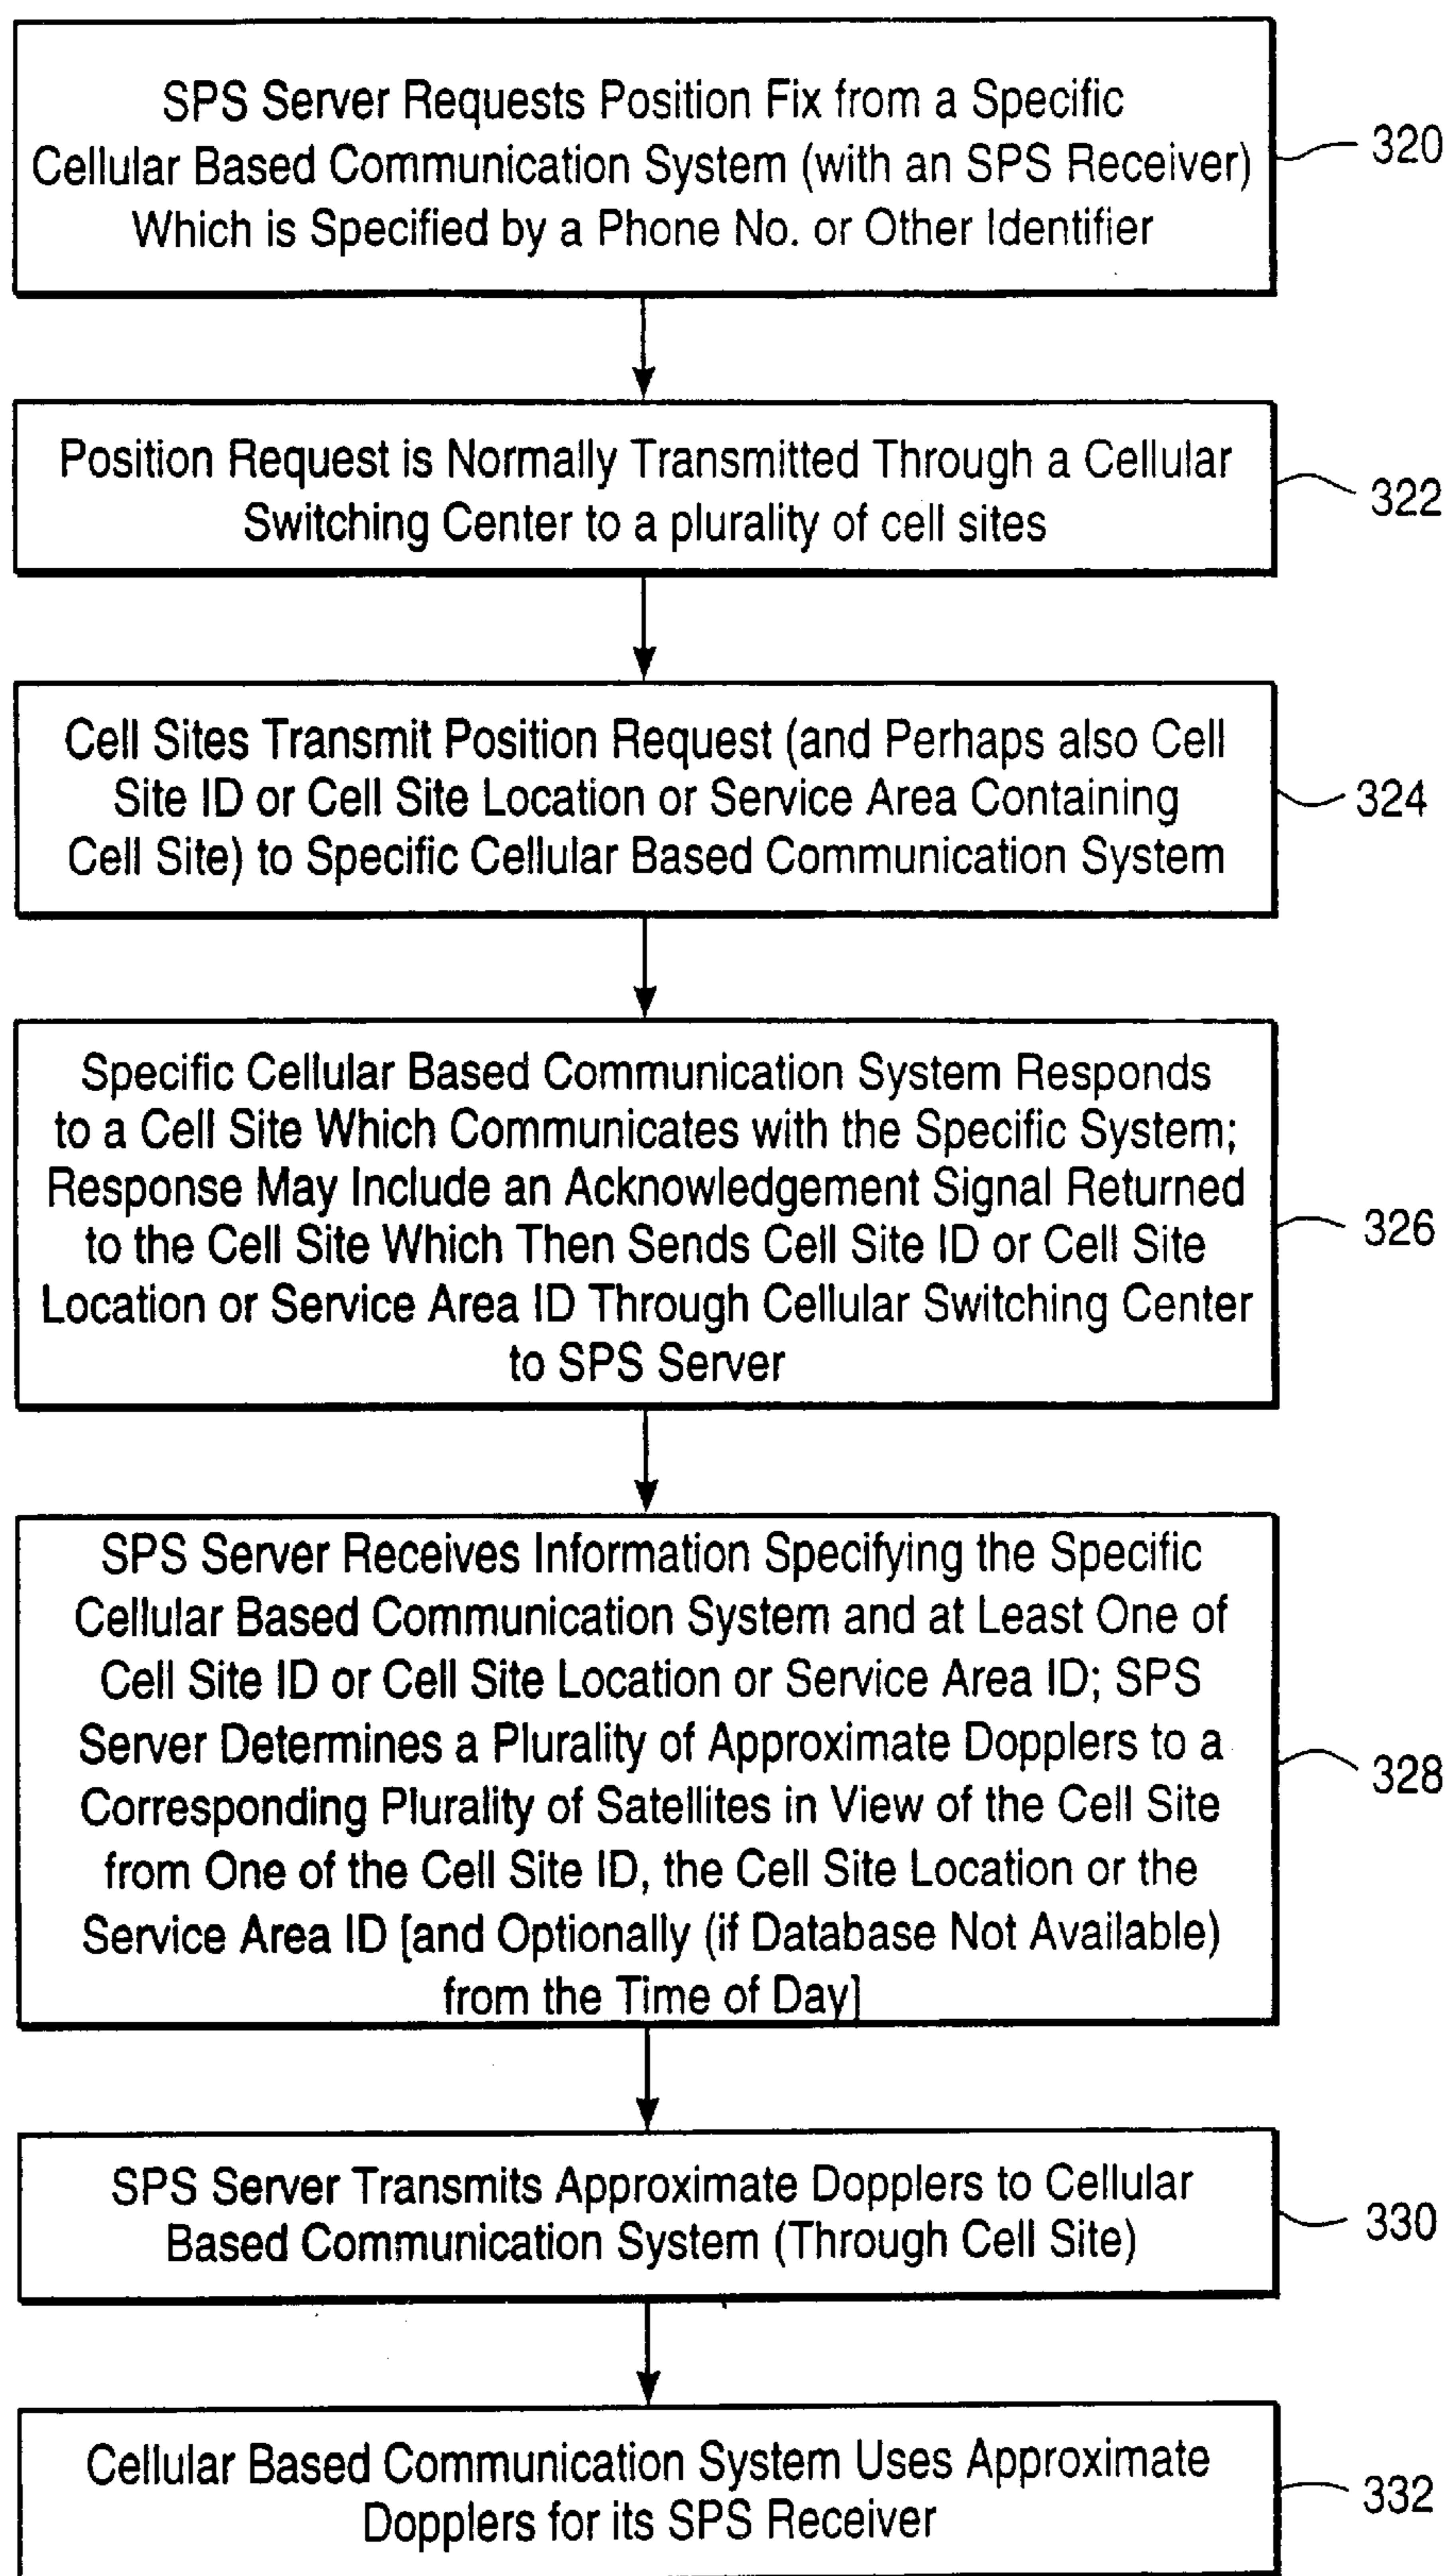 SPS Server Requests Position Fix from a Specific
Cellular Based Communication System (with an SPS Receiver)
Which is Specified by a Phone No. or Other Identifier
320
Position Request is Normally Transmitted Through a Cellular
Switching Center to a plurality of cell sites
322
Cell Sites Transmit Position Request (and Perhaps also Cell
Site ID or Cell Site Location or Service Area Containing
Cell Site) to Specific Cellular Based Communication System
324
Specific Cellular Based Communication System Responds
to a Cell Site Which Communicates with the Specific System;
Response May Include an Acknowledgement Signal Returned
to the Cell Site Which Then Sends Cell Site ID or Cell Site
Location or Service Area ID Through Cellular Switching Center
to SPS Server
326
SPS Server Receives Information Specifying the Specific
Cellular Based Communication System and at Least One of
Cell Site ID or Cell Site Location or Service Area ID; SPS
Server Determines a Plurality of Approximate Dopplers to a
Corresponding Plurality of Satellites in View of the Cell Site
from One of the Cell Site ID, the Cell Site Location or the
Service Area ID [and Optionally (if Database Not Available)
from the Time of Day]
328
SPS Server Transmits Approximate Dopplers to Cellular
Based Communication System (Through Cell Site)
330
Cellular Based Communication System Uses Approximate
Dopplers for its SPS Receiver
332